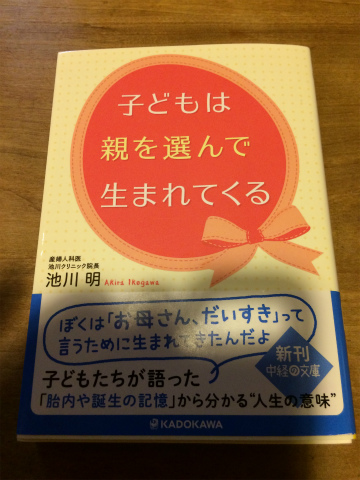 子どもは
親を選んで
生まれてくる
産婦人科医
池川クリニック院長
池川 明 Akira Ikegawa
ぼくは「お母さん、だいすき」って
言うために生まれてきたんだよ
新刊
中経の文庫
子どもたちが語った
「胎内や誕生の記憶」から分かる“人生の意味”
KADOKAWA